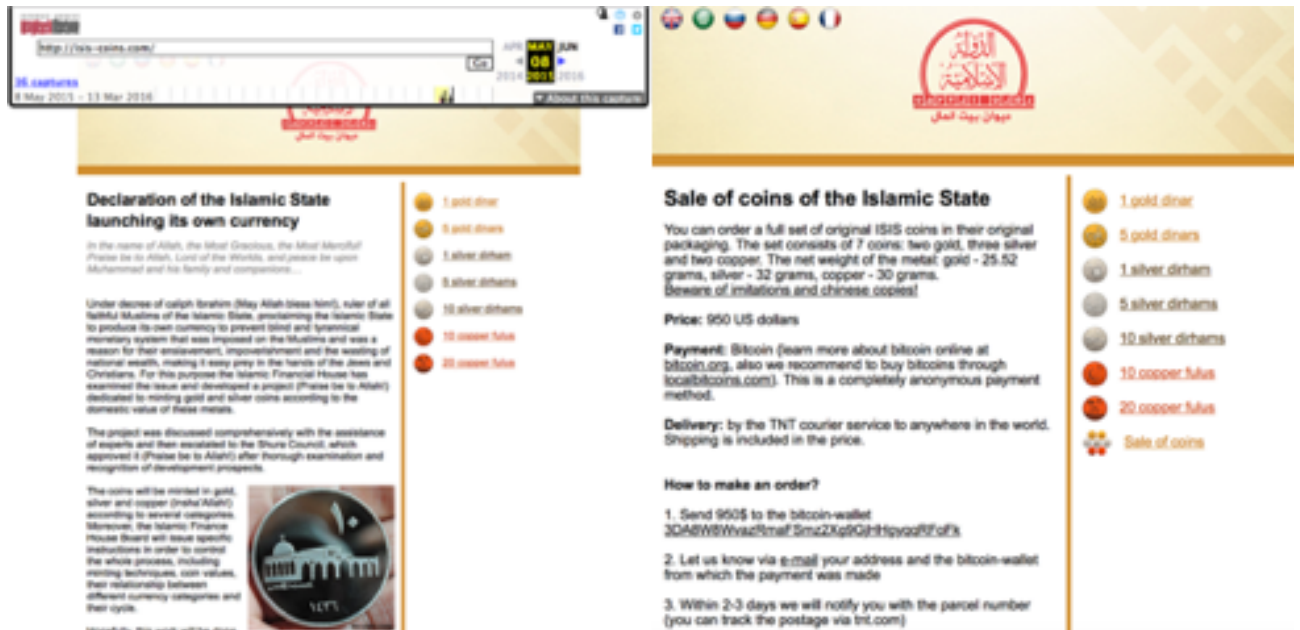 http://isis-coins.com/
Go
APR MAY JUN
08
2014 2015 2016
36 captures
8 May 2015 – 13 Mar 2016
About this capture
ديوان بيت المال
Declaration of the Islamic State
launching its own currency
In the name of Allah, the Most Gracious, the Most Merciful!
Praise be to Allah, Lord of the Worlds, and peace be upon
Muhammad and his family and companions...
Under decree of caliph Ibrahim (May Allah bless him!), ruler of all
faithful Muslims of the Islamic State, proclaiming the Islamic State
to produce its own currency to prevent blind and tyrannical
monetary system that was imposed on the Muslims and was a
reason for their enslavement, impoverishment and the wasting of
national wealth, making it easy prey to the hands of the Jews and
Christians. For this purpose the Islamic Financial House has
examined the issue and developed a project (Praise be to Allah!)
dedicated to minting gold and silver coins according to the
domestic value of these metals.
The project was discussed comprehensively with the assistance
of experts and then escalated to the Shura Council, which
approved it (Praise be to Allah!) after thorough examination and
recognition of development prospects.
The coins will be minted in gold,
silver and copper (Insha'Allah!)
according to several categories.
Moreover, the Islamic Finance
House Board will issue specific
instructions in order to control
the whole process, including
minting techniques, coin values,
their relationship between
different currency categories and
their cycle.
١٠
١٤٣٦
1 gold dinar
5 gold dinars
1 silver dirham
5 silver dirhams
10 silver dirhams
10 copper fulus
20 copper fulus
الدولة
الإسلامية
ديوان بيت المال
Sale of coins of the Islamic State
You can order a full set of original ISIS coins in their original
packaging. The set consists of 7 coins: two gold, three silver
and two copper. The net weight of the metal: gold - 25.52
grams, silver - 32 grams, copper - 30 grams.
Beware of imitations and chinese copies!
Price: 950 US dollars
Payment: Bitcoin (learn more about bitcoin online at
bitcoin.org, also we recommend to buy bitcoins through
localbitcoins.com). This is a completely anonymous payment
method.
Delivery: by the TNT courier service to anywhere in the world.
Shipping is included in the price.
How to make an order?
1. Send 950$ to the bitcoin-wallet
2. Let us know via e-mail your address and the bitcoin-wallet
from which the payment was made
3. Within 2-3 days we will notify you with the parcel number
(you can track the postage via tnt.com)
1 gold dinar
5 gold dinars
1 silver dirham
5 silver dirhams
10 silver dirhams
10 copper fulus
20 copper fulus
Sale of coins